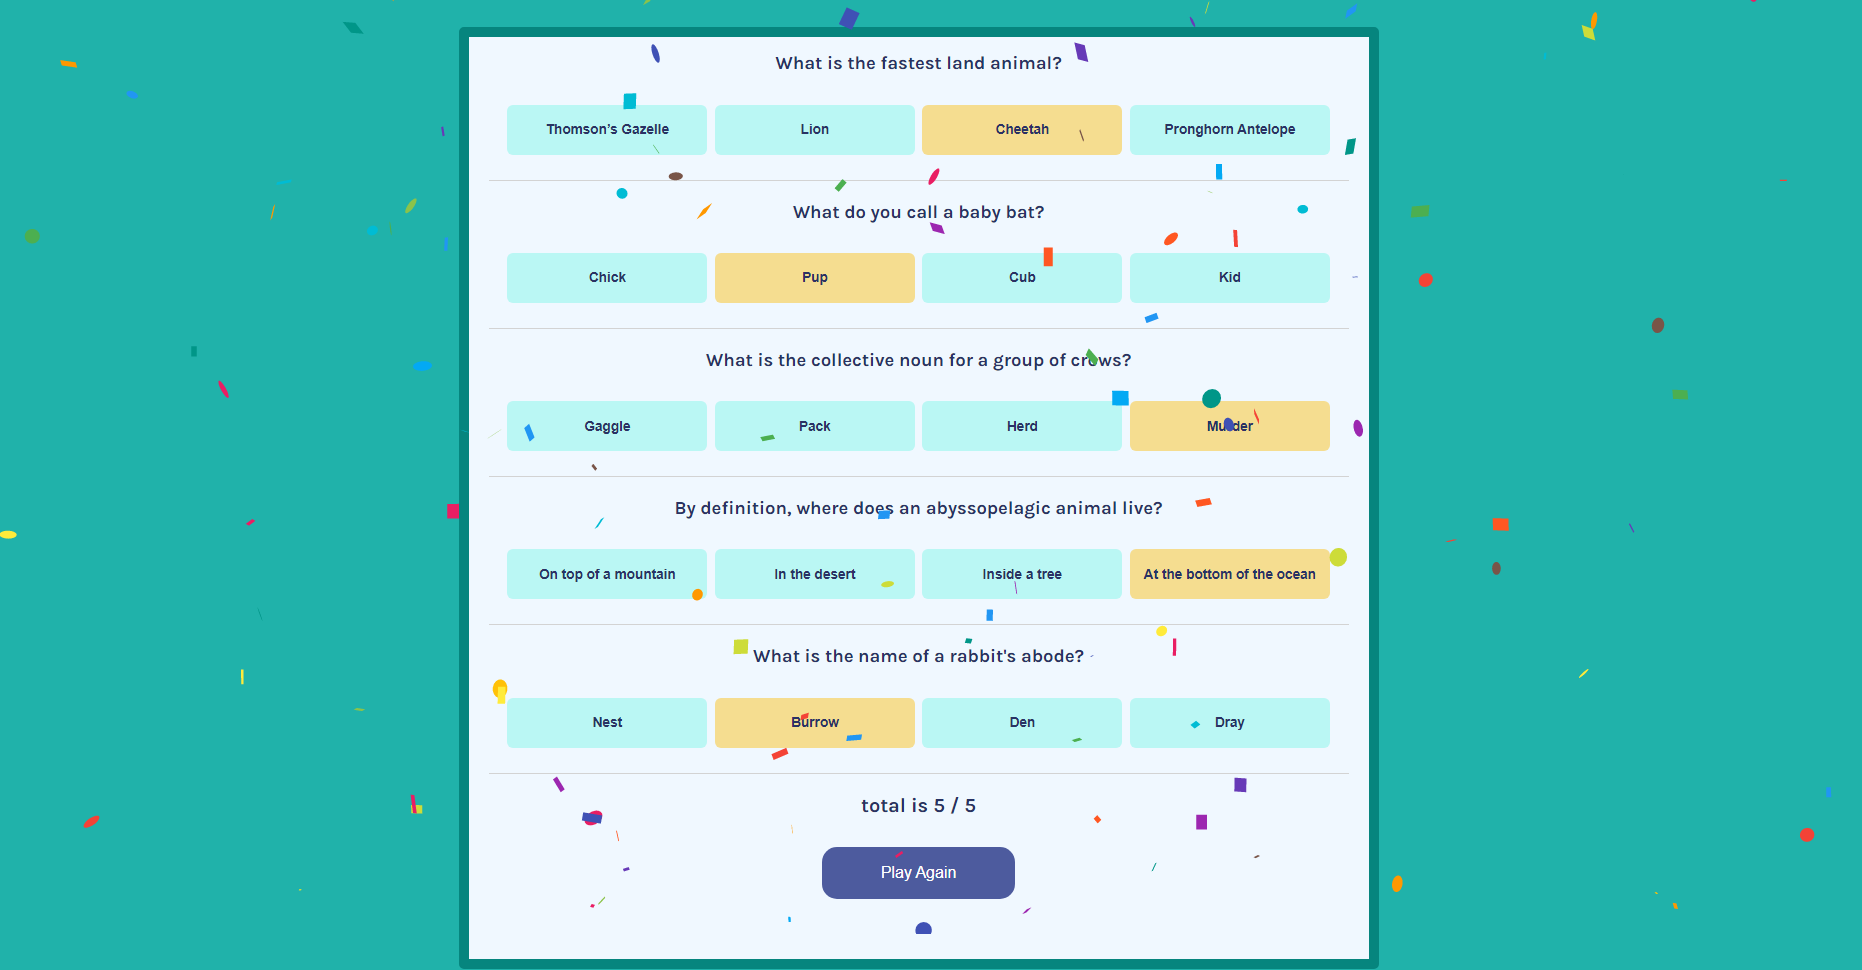 What is the fastest land animal?
Thomson’s Gazelle Lion Cheetah Pronghorn Antelope
What do you call a baby bat?
Chick Pup Cub Kid
What is the collective noun for a group of crows?
Gaggle Pack Herd Murder
By definition, where does an abyssopelagic animal live?
On top of a mountain In the desert Inside a tree At the bottom of the ocean
What is the name of a rabbit's abode?
Nest Burrow Den Dray
total is 5 / 5
Play Again